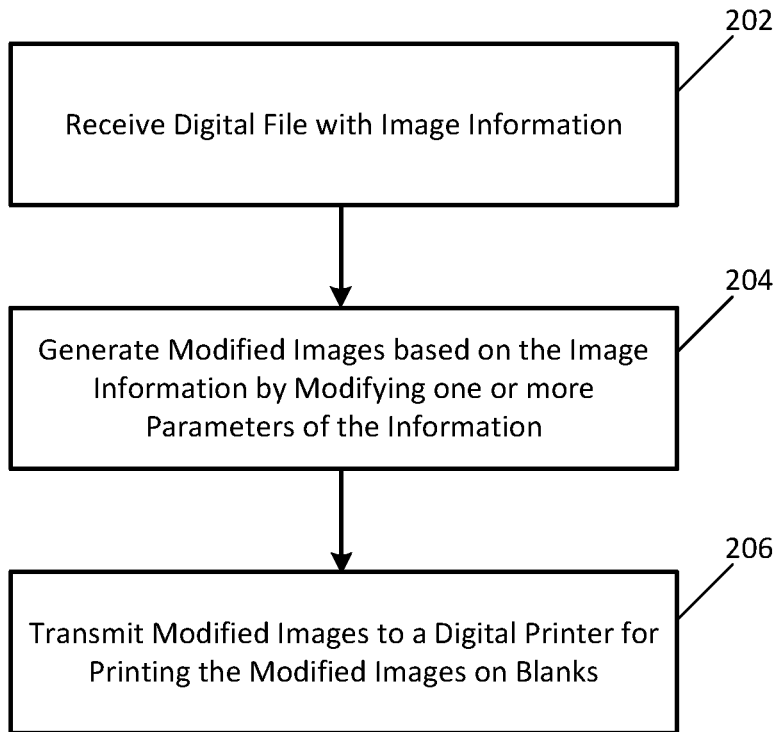 202
Receive Digital File with Image Information
204
Generate Modified Images based on the Image
Information by Modifying one or more
Parameters of the Information
206
Transmit Modified Images to a Digital Printer for
Printing the Modified Images on Blanks